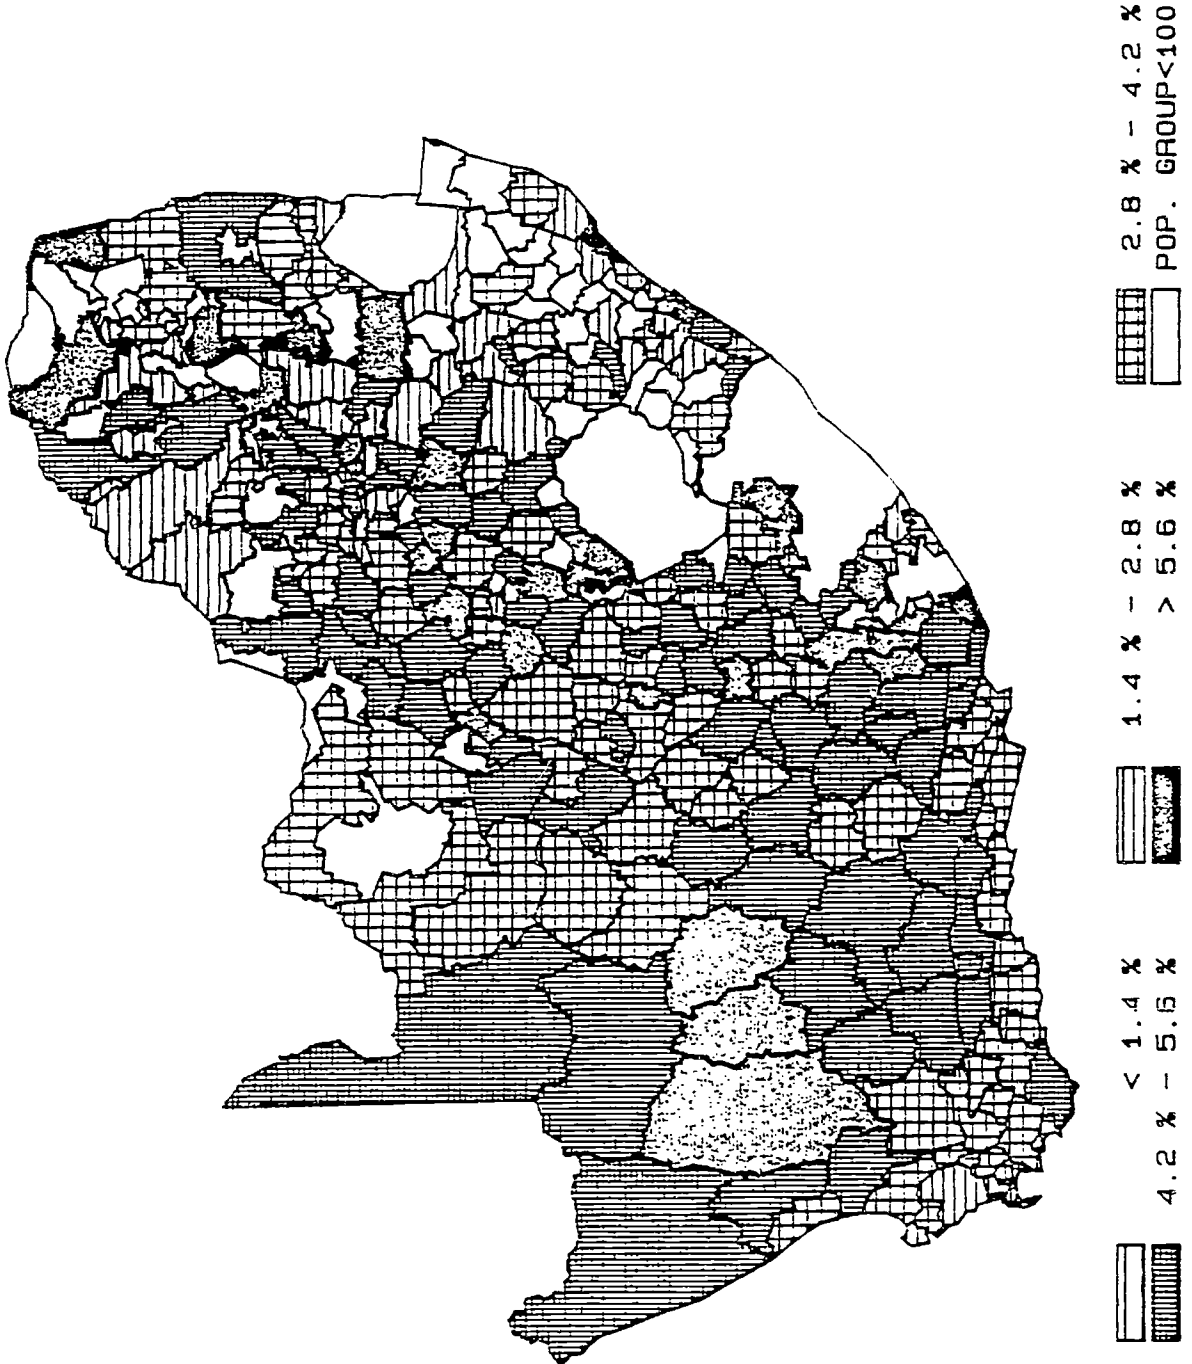 < 1.4 %
1.4 % - 2.8 %
2.8 % - 4.2 %
4.2 % - 5.6 %
> 5.6 %
POP. GROUP<100